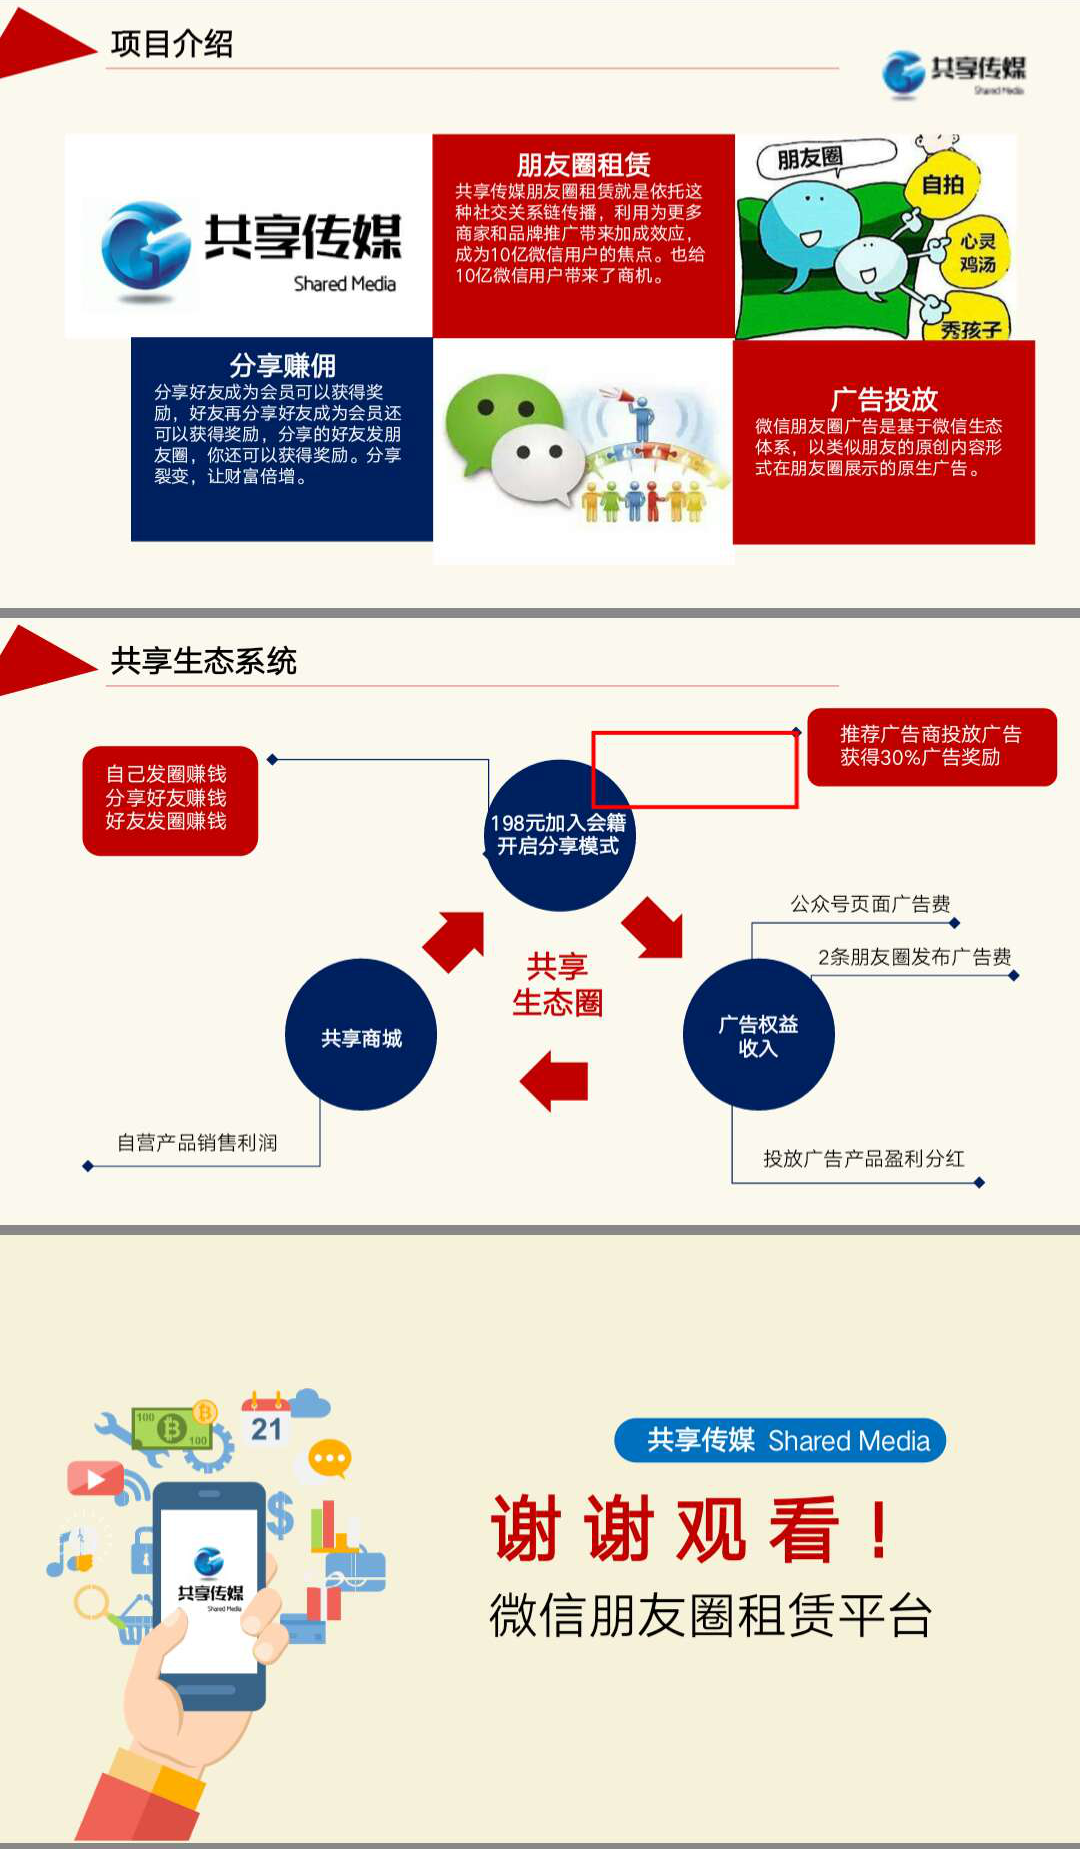 项目介绍
共享传媒
Shared Media
共享传媒
Shared Media
朋友圈租赁
共享传媒朋友圈租赁就是依托这
种社交关系链传播，利用为更多
商家和品牌推广带来加成效应，
成为10亿微信用户的焦点。也给
10亿微信用户带来了商机。
朋友圈
自拍
心灵
鸡汤
秀孩子
分享赚佣
分享好友成为会员可以获得奖
励，好友再分享好友成为会员还
可以获得奖励，分享的好友发朋
友圈，你还可以获得奖励。分享
裂变，让财富倍增。
广告投放
微信朋友圈广告是基于微信生态
体系，以类似朋友的原创内容形
式在朋友圈展示的原生广告。
共享生态系统
推荐广告商投放广告
获得30%广告奖励
自己发圈赚钱
分享好友赚钱
好友发圈赚钱
198元加入会籍
开启分享模式
公众号页面广告费
2条朋友圈发布广告费
共享
生态圈
共享商城
广告权益
收入
自营产品销售利润
投放广告产品盈利分红
100
100
21
共享传媒
Shared Media
共享传媒 Shared Media
谢谢观看!
微信朋友圈租赁平台